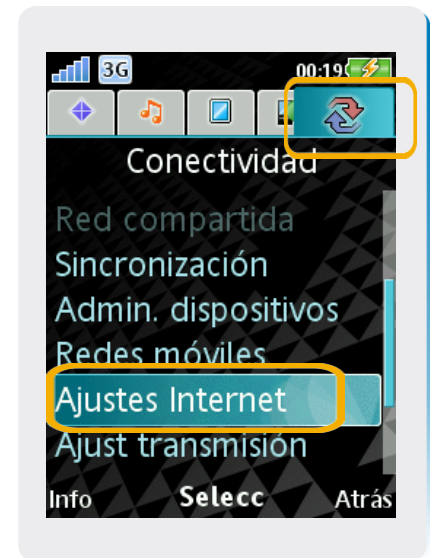 3G 00:19
Conectividad
Red compartida
Sincronización
Admin. dispositivos
Redes móviles
Ajustes Internet
Ajust transmisión
Info Selecc Atrás